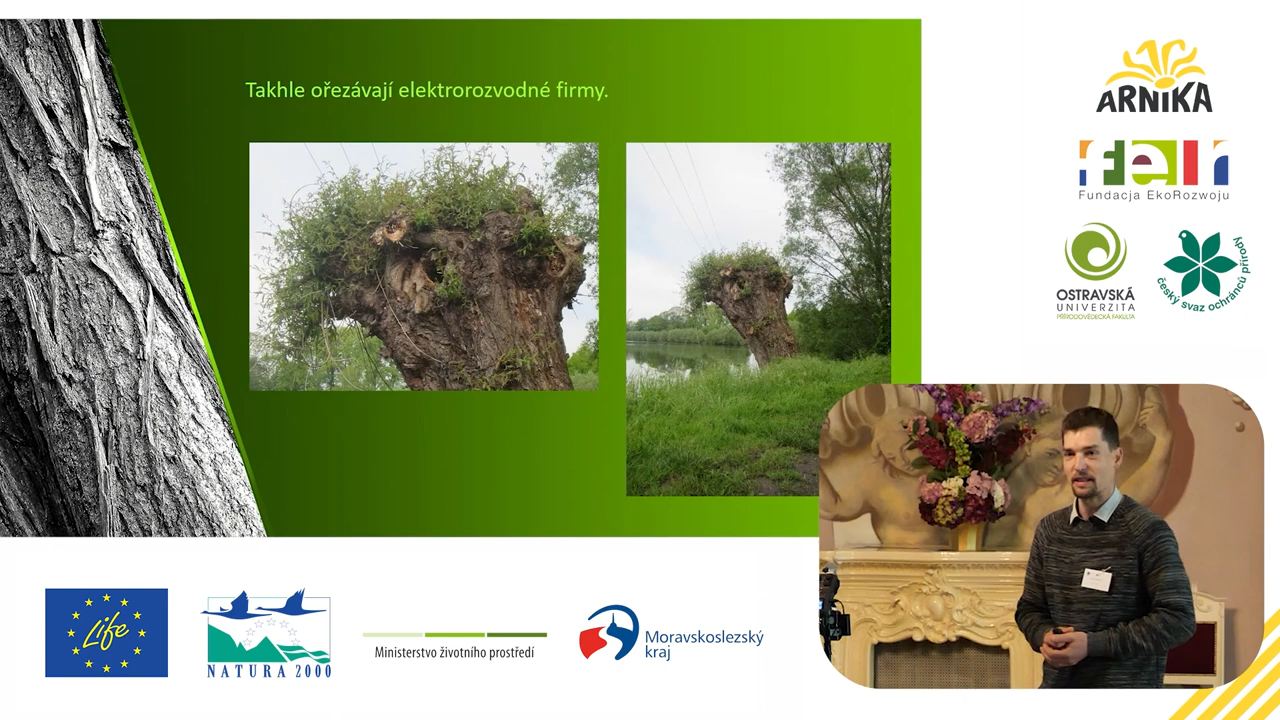 Takhle ořezávají elektrorozvodné firmy.
ARNIKA
feri
Fundacja EkoRozwoju
OSTRAVSKÁ
UNIVERZITA
PŘÍRODOVĚDECKÁ FAKULTA
český svaz ochránců přírody
Life
NATURA 2000
Ministerstvo životního prostředí
Moravskoslezský
kraj